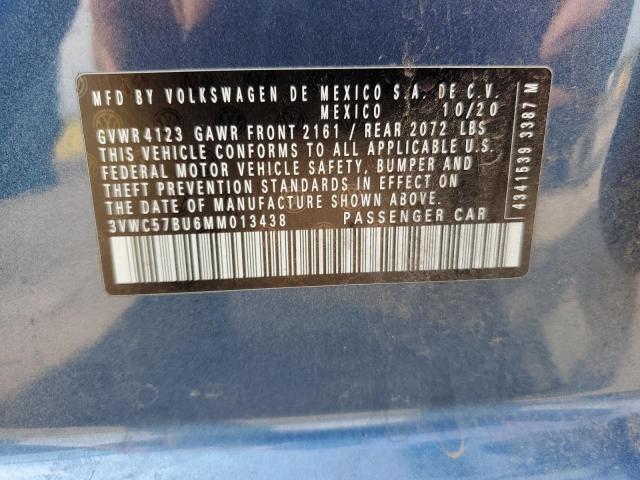 MFD BY VOLKSWAGEN DE MEXICO S.A. DE C.V.
MEXICO 10/20
GVWR 4123 GAWR FRONT 2161 / REAR 2072 LBS
THIS VEHICLE CONFORMS TO ALL APPLICABLE U.S.
FEDERAL MOTOR VEHICLE SAFETY, BUMPER AND
THEFT PREVENTION STANDARDS IN EFFECT ON
THE DATE OF MANUFACTURE SHOWN ABOVE.
3VWC57BU6MM013438 PASSENGER CAR
4341539 3387 M